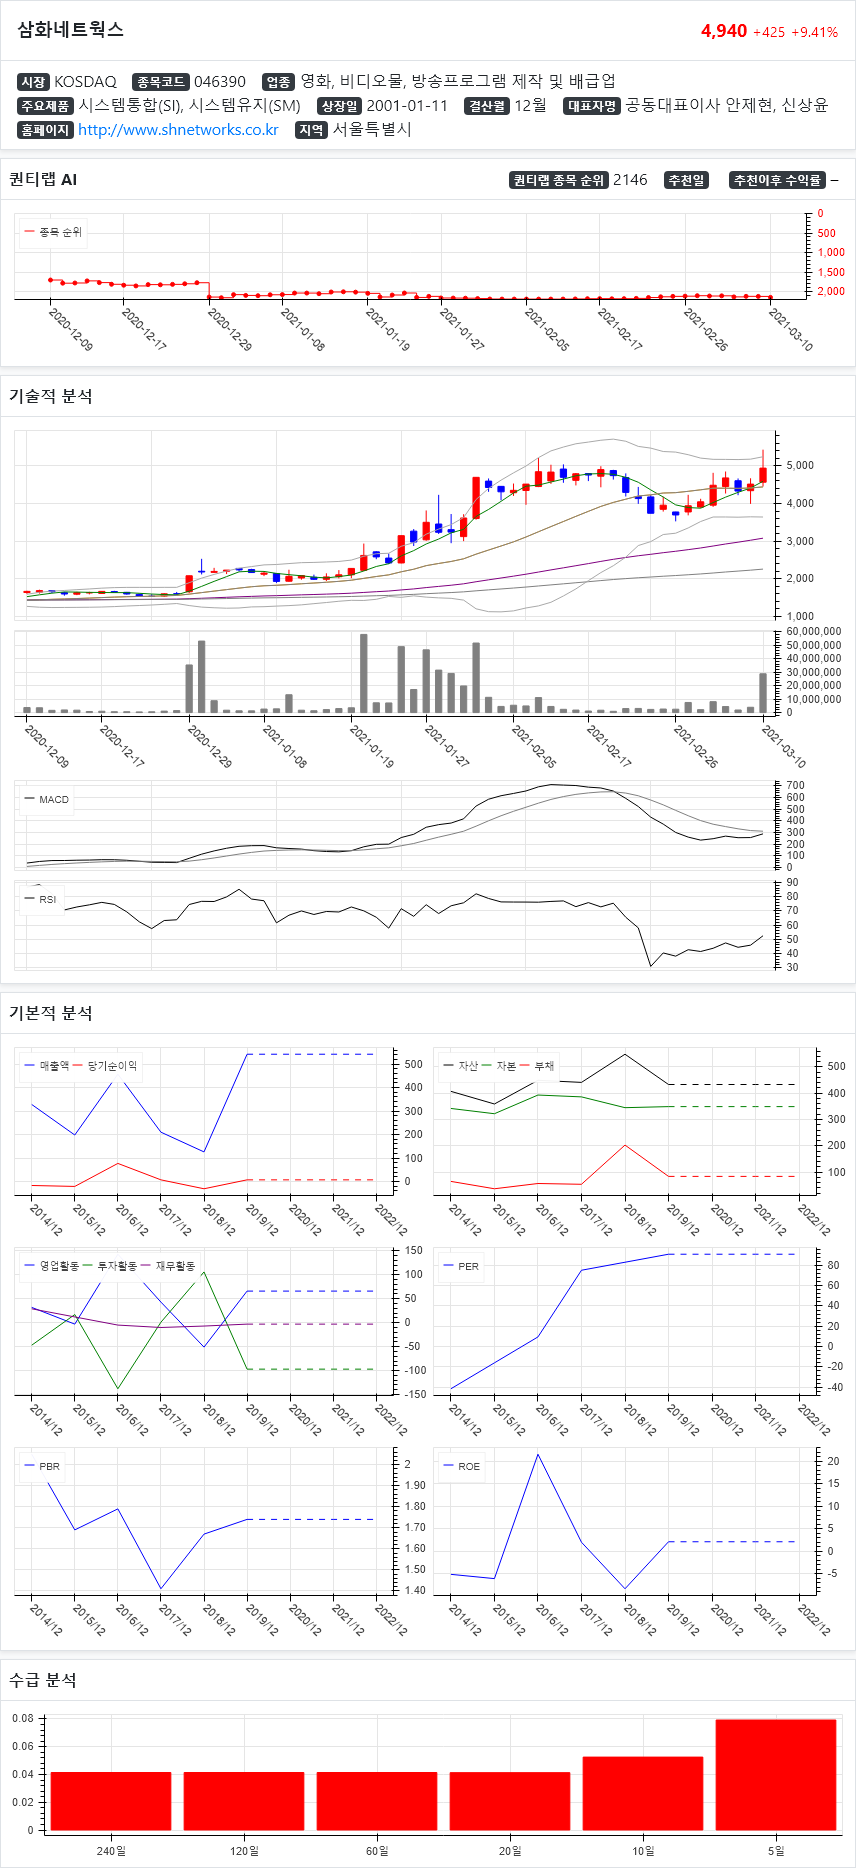 삼화네트웍스
4,940 +425 +9.41%
시장 KOSDAQ 종목코드 046390 업종 영화, 비디오물, 방송프로그램 제작 및 배급업
주요제품 시스템통합(SI), 시스템유지(SM) 상장일 2001-01-11 결산월 12월 대표자명 공동대표이사 안제현, 신상윤
홈페이지 http://www.shnetworks.co.kr 지역 서울특별시
퀀티랩 AI 퀀티랩 종목 순위 2146 추천일 추천이후 수익률 –
종목 순위
0
500
1,000
1,500
2,000
2020-12-09 2020-12-17 2020-12-29 2021-01-08 2021-01-19 2021-01-27 2021-02-05 2021-02-17 2021-02-26 2021-03-10
기술적 분석
5,000
4,000
3,000
2,000
1,000
60,000,000
50,000,000
40,000,000
30,000,000
20,000,000
10,000,000
0
2020-12-09 2020-12-17 2020-12-29 2021-01-08 2021-01-19 2021-01-27 2021-02-05 2021-02-17 2021-02-26 2021-03-10
MACD
700
600
500
400
300
200
100
0
RSI
90
80
70
60
50
40
30
기본적 분석
매출액 당기순이익
500
400
300
200
100
0
2014/12 2015/12 2016/12 2017/12 2018/12 2019/12 2020/12 2021/12 2022/12
자산 자본 부채
500
400
300
200
100
2014/12 2015/12 2016/12 2017/12 2018/12 2019/12 2020/12 2021/12 2022/12
영업활동 투자활동 재무활동
150
100
50
0
-50
-100
-150
2014/12 2015/12 2016/12 2017/12 2018/12 2019/12 2020/12 2021/12 2022/12
PER
80
60
40
20
0
-20
-40
2014/12 2015/12 2016/12 2017/12 2018/12 2019/12 2020/12 2021/12 2022/12
PBR
2
1.90
1.80
1.70
1.60
1.50
1.40
2014/12 2015/12 2016/12 2017/12 2018/12 2019/12 2020/12 2021/12 2022/12
ROE
20
15
10
5
0
-5
2014/12 2015/12 2016/12 2017/12 2018/12 2019/12 2020/12 2021/12 2022/12
수급 분석
0.08
0.06
0.04
0.02
0
240일 120일 60일 20일 10일 5일